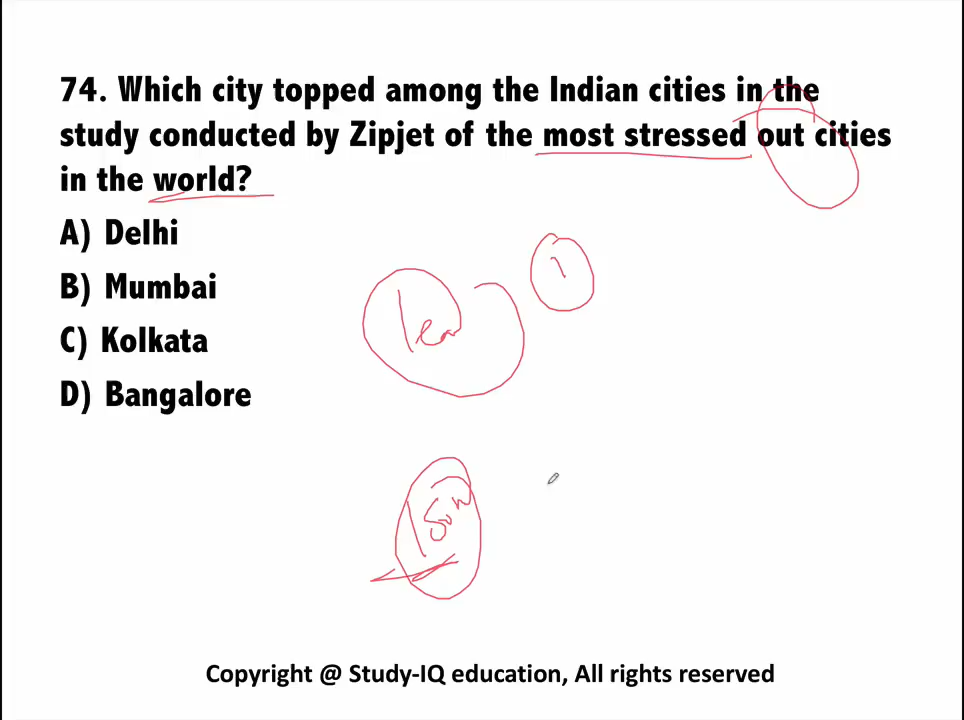 74. Which city topped among the Indian cities in the
study conducted by Zipjet of the most stressed out cities
in the world?
A) Delhi
B) Mumbai
C) Kolkata
D) Bangalore
Copyright @ Study-IQ education, All rights reserved